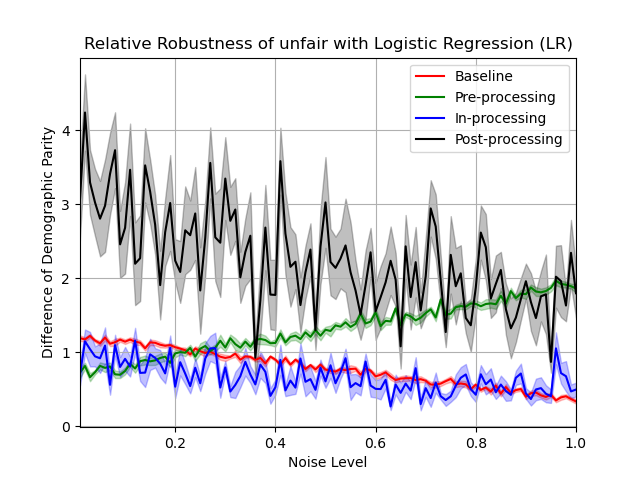 Relative Robustness of unfair with Logistic Regression (LR)
Baseline
Pre-processing
In-processing
Post-processing
Difference of Demographic Parity
4
3
2
1
0
0.2
0.4
0.6
0.8
1.0
Noise Level